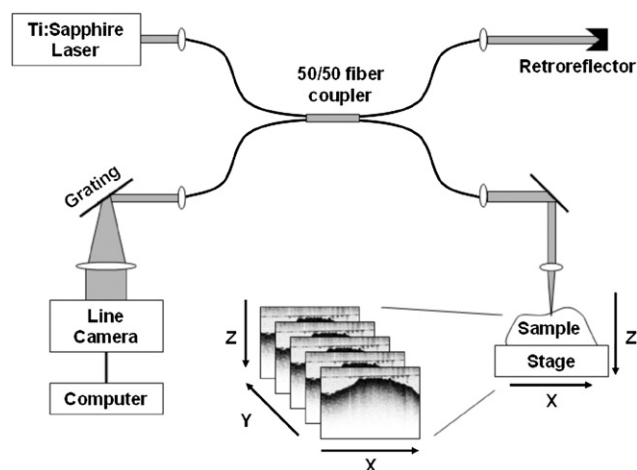 Ti:Sapphire
Laser
50/50 fiber
coupler
Retroreflector
Grating
Line
Camera
Computer
Z
Y
X
Sample
Stage
X
Z